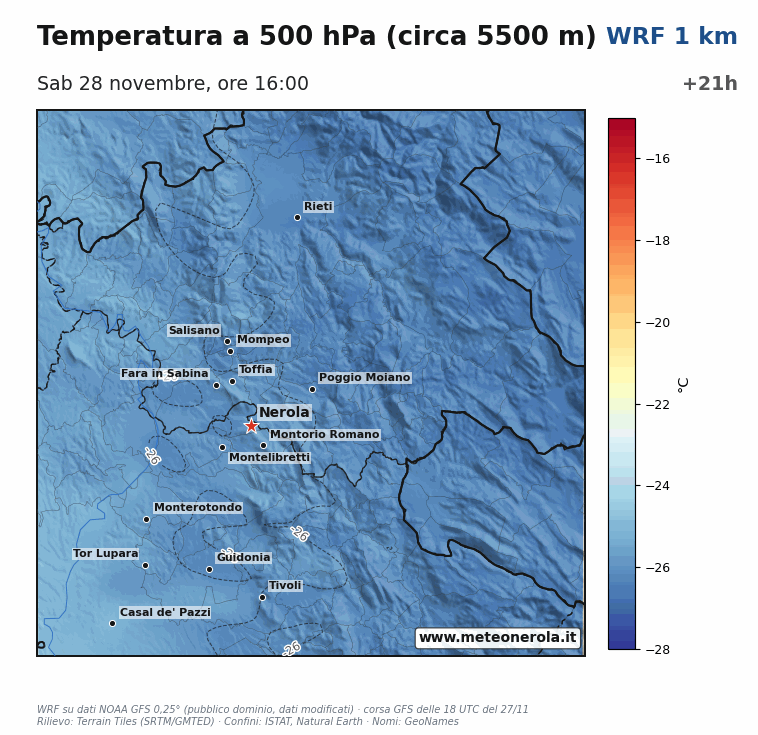 Temperatura a 500 hPa (circa 5500 m) WRF 1 km
Sab 28 novembre, ore 16:00 +21h
Rieti
Salisano
Mompeo
Toffia
Fara in Sabina
Poggio Moiano
Nerola
Montorio Romano
Montelibretti
-26
Monterotondo
-26
Tor Lupara
Guidonia
Tivoli
Casal de' Pazzi
-26
www.meteonerola.it
−16
−18
−20
−22
−24
−26
−28
°C
WRF su dati NOAA GFS 0,25° (pubblico dominio, dati modificati) · corsa GFS delle 18 UTC del 27/11
Rilievo: Terrain Tiles (SRTM/GMTED) · Confini: ISTAT, Natural Earth · Nomi: GeoNames